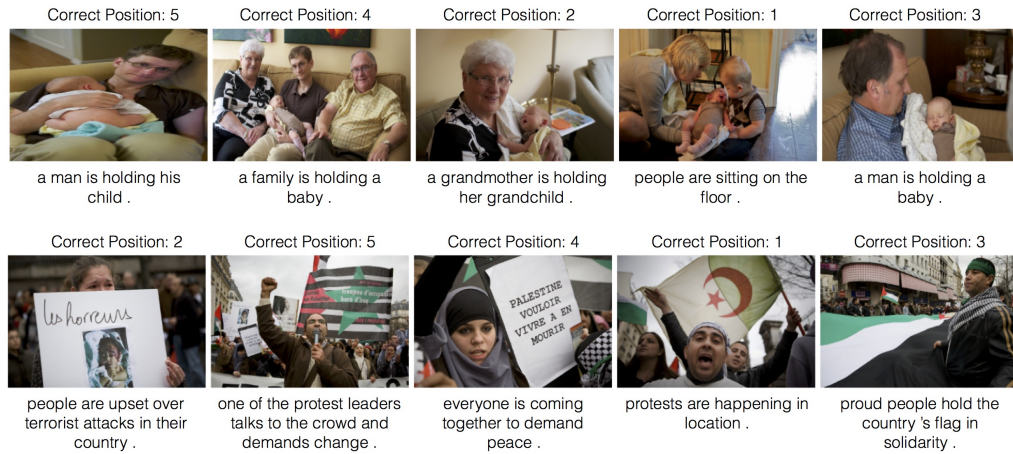 Correct Position: 5
a man is holding his
child .
Correct Position: 4
a family is holding a
baby .
Correct Position: 2
a grandmother is holding
her grandchild .
Correct Position: 1
people are sitting on the
floor .
Correct Position: 3
a man is holding a
baby .
Correct Position: 2
Les horreurs
people are upset over
terrorist attacks in their
country .
Correct Position: 5
one of the protest leaders
talks to the crowd and
demands change .
Correct Position: 4
PALESTINE
VOULOIR
VIVRE A EN
MOURIR
everyone is coming
together to demand
peace .
Correct Position: 1
protests are happening in
location .
Correct Position: 3
proud people hold the
country 's flag in
solidarity .